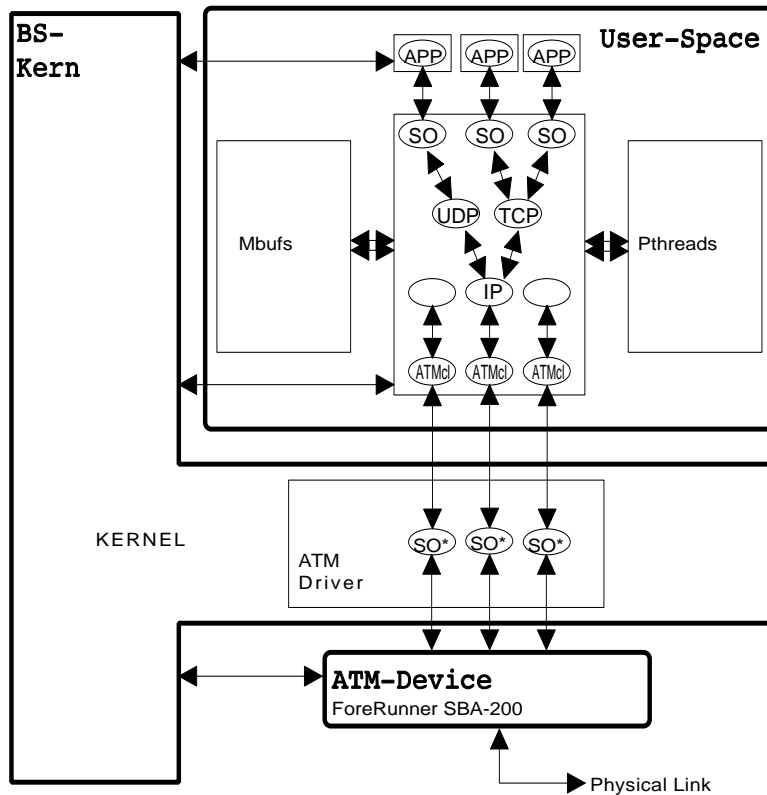 BS-
Kern
User-Space
APP APP APP
SO SO SO
UDP TCP
Mbufs
Pthreads
IP
ATMcl ATMcl ATMcl
KERNEL
SO* SO* SO*
ATM
Driver
ATM-Device
ForeRunner SBA-200
Physical Link